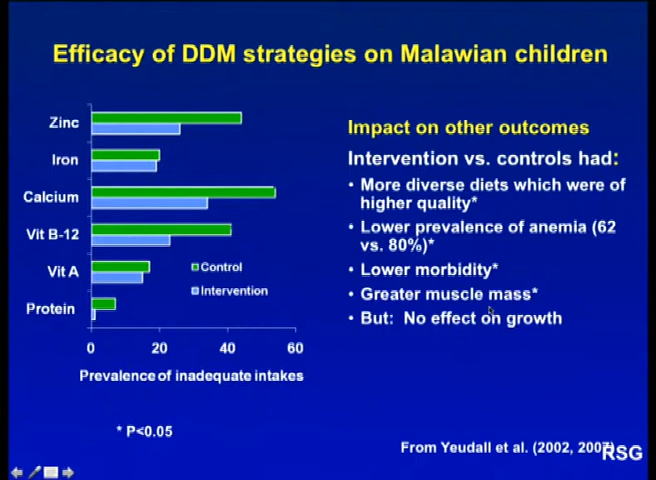 Efficacy of DDM strategies on Malawian children
Zinc
Iron
Calcium
Vit B-12
Vit A
Protein
Control
Intervention
0 20 40 60
Prevalence of inadequate intakes
* P<0.05
Impact on other outcomes
Intervention vs. controls had:
• More diverse diets which were of
higher quality*
• Lower prevalence of anemia (62
vs. 80%)*
• Lower morbidity*
• Greater muscle mass*
• But: No effect on growth
From Yeudall et al. (2002, 2007)
RSG